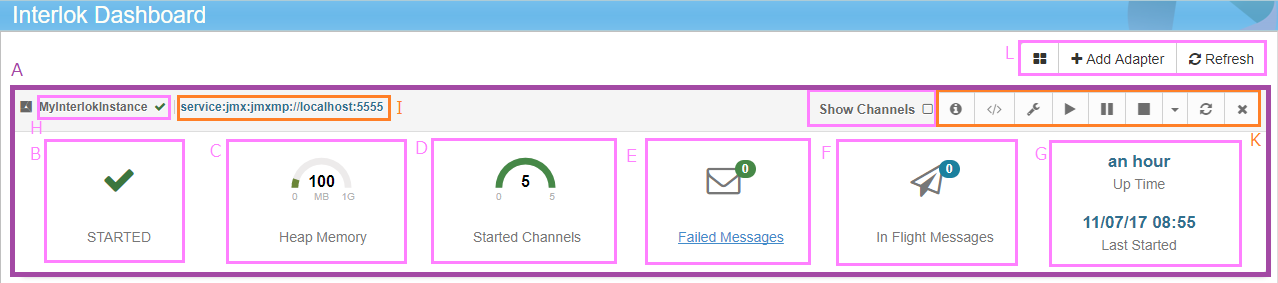 Interlok Dashboard
L Add Adapter Refresh
A
MyInterlokInstance service:jmx:jmxmp://localhost:5555 I Show Channels </>
H K
B C D E F G
0 0 an hour
100 5 Up Time
0 MB 1G 0 5
11/07/17 08:55
STARTED Heap Memory Started Channels Failed Messages In Flight Messages Last Started